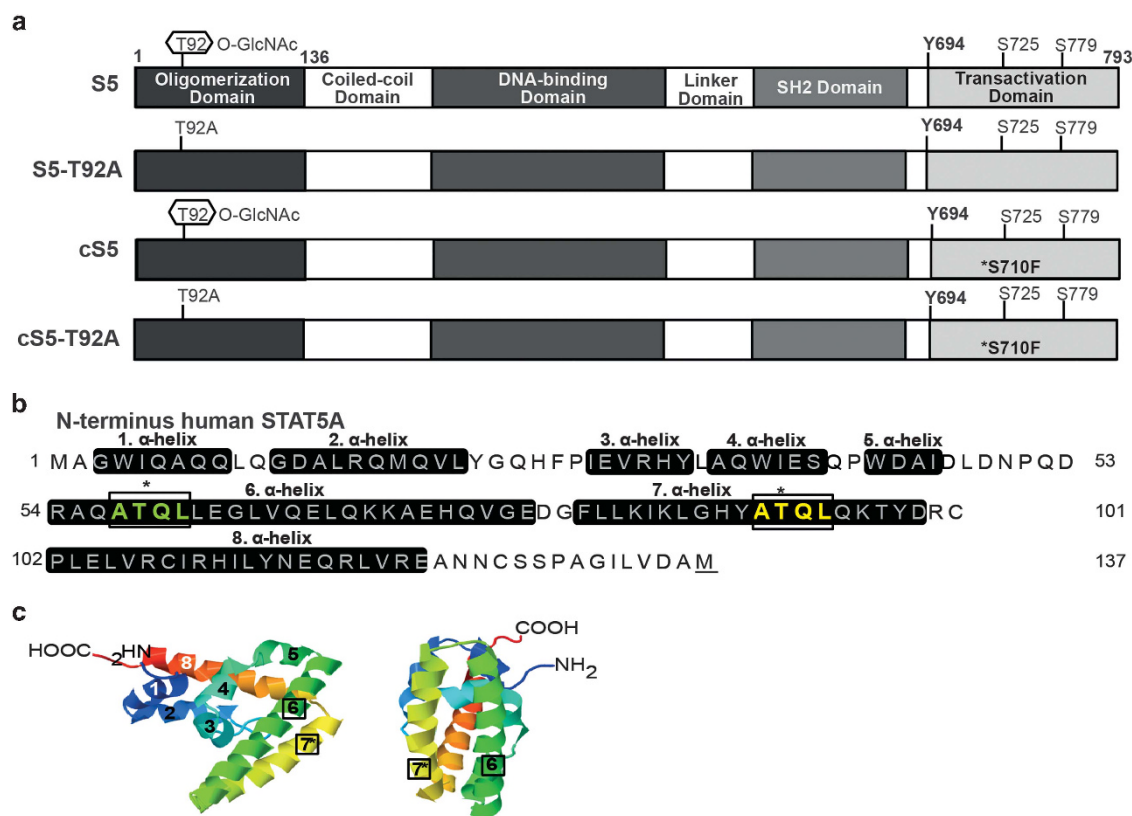 a
T92 O-GlcNAc
1 136 Y694 S725 S779 793
S5 Oligomerization Domain Coiled-coil Domain DNA-binding Domain Linker Domain SH2 Domain Transactivation Domain
T92A Y694 S725 S779
S5-T92A
T92 O-GlcNAc Y694 S725 S779
cS5 *S710F
T92A Y694 S725 S779
cS5-T92A *S710F
b
N-terminus human STAT5A
1. α-helix 2. α-helix 3. α-helix 4. α-helix 5. α-helix
1 MAGWIQAQQLQGDALRQMQVLYGQHFPIEVRHYLAQWIESQPWDAIDLDNPQD 53
* 6. α-helix 7. α-helix *
54 RAQATQLLEGLVQELQKKAEHQVGEDGFLLKIKLGHYATQLQKTYDRC 101
8. α-helix
102 PLELVRCIRHILYNEQRLVREANNCSSPAGILVDAM 137
c
HOOC 2HN 8 5 COOH
1 4 NH2
2 3 6
7* 7* 6